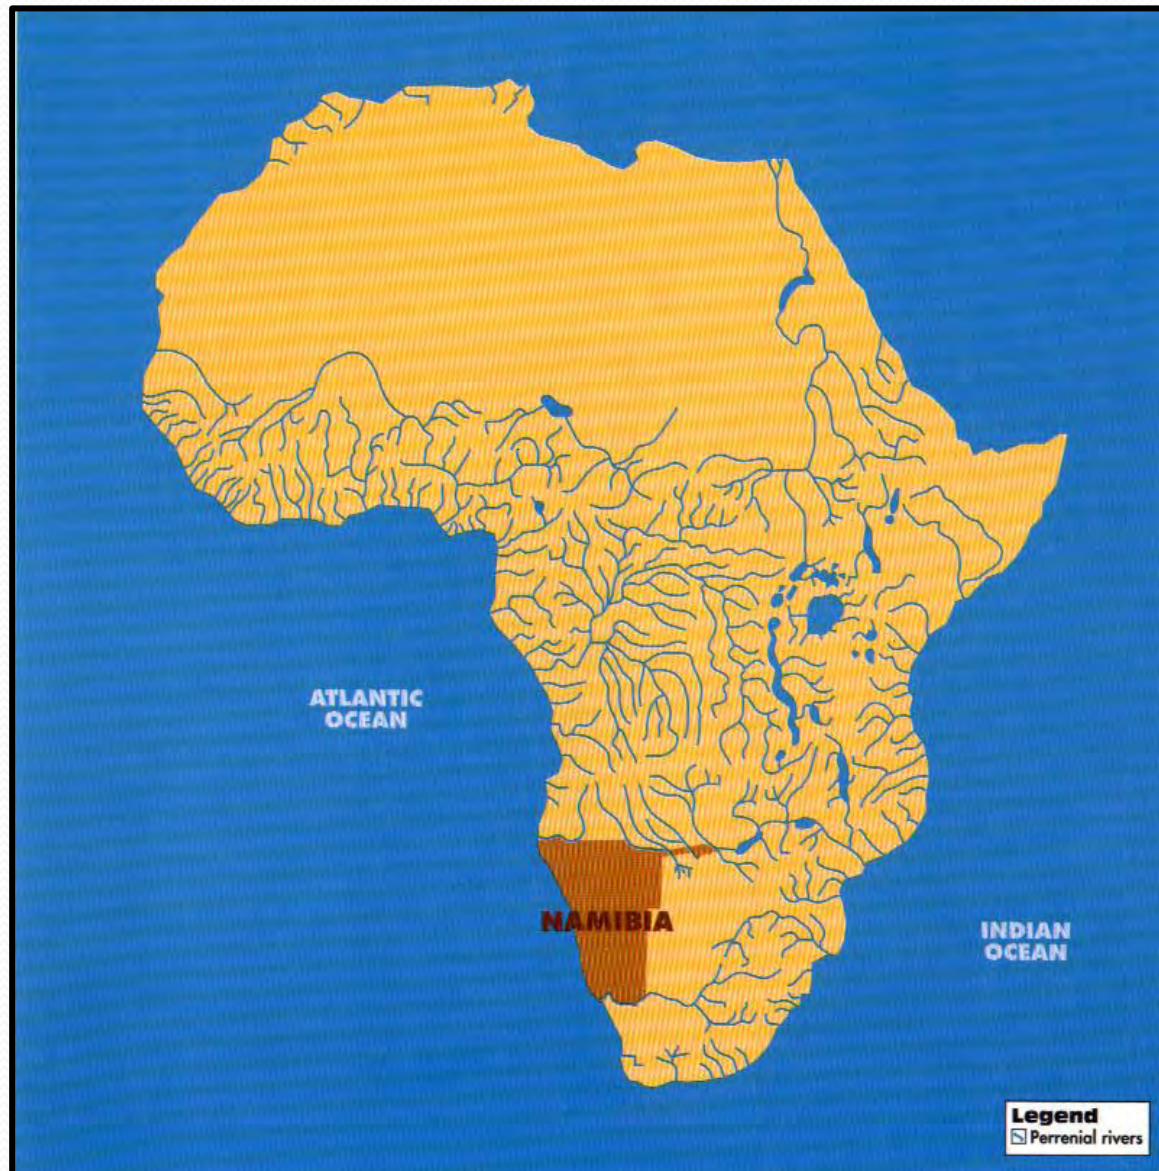 ATLANTIC
OCEAN
NAMIBIA
INDIAN
OCEAN
Legend
Perrenial rivers